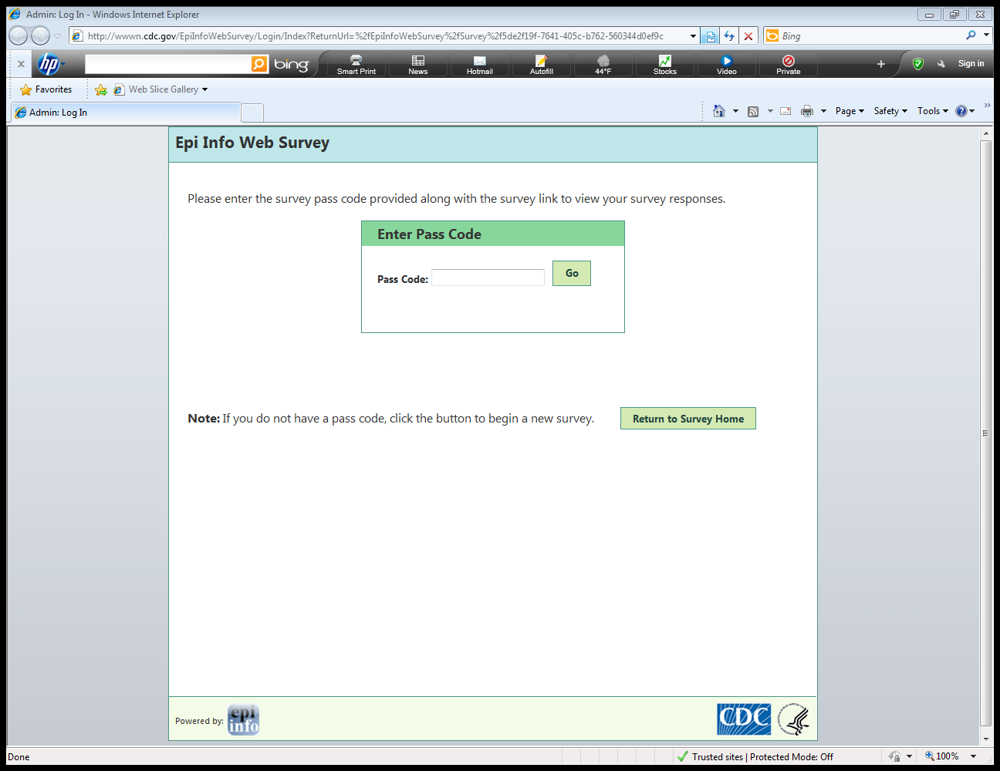 Admin: Log In - Windows Internet Explorer
http://wwwn.cdc.gov/EpiInfoWebSurvey/Login/Index?ReturnUrl=%2fEpiInfoWebSurvey%2fSurvey%2f5de2f19f-7641-405c-b762-560344d0ef9c
Bing
hp
bing
Smart Print
News
Hotmail
Autofill
44°F
Stocks
Video
Private
Sign in
Favorites
Web Slice Gallery
Admin: Log In
Page
Safety
Tools
Epi Info Web Survey
Please enter the survey pass code provided along with the survey link to view your survey responses.
Enter Pass Code
Pass Code:
Go
Note: If you do not have a pass code, click the button to begin a new survey.
Return to Survey Home
Powered by:
epi
info
CDC
Done
Trusted sites | Protected Mode: Off
100%